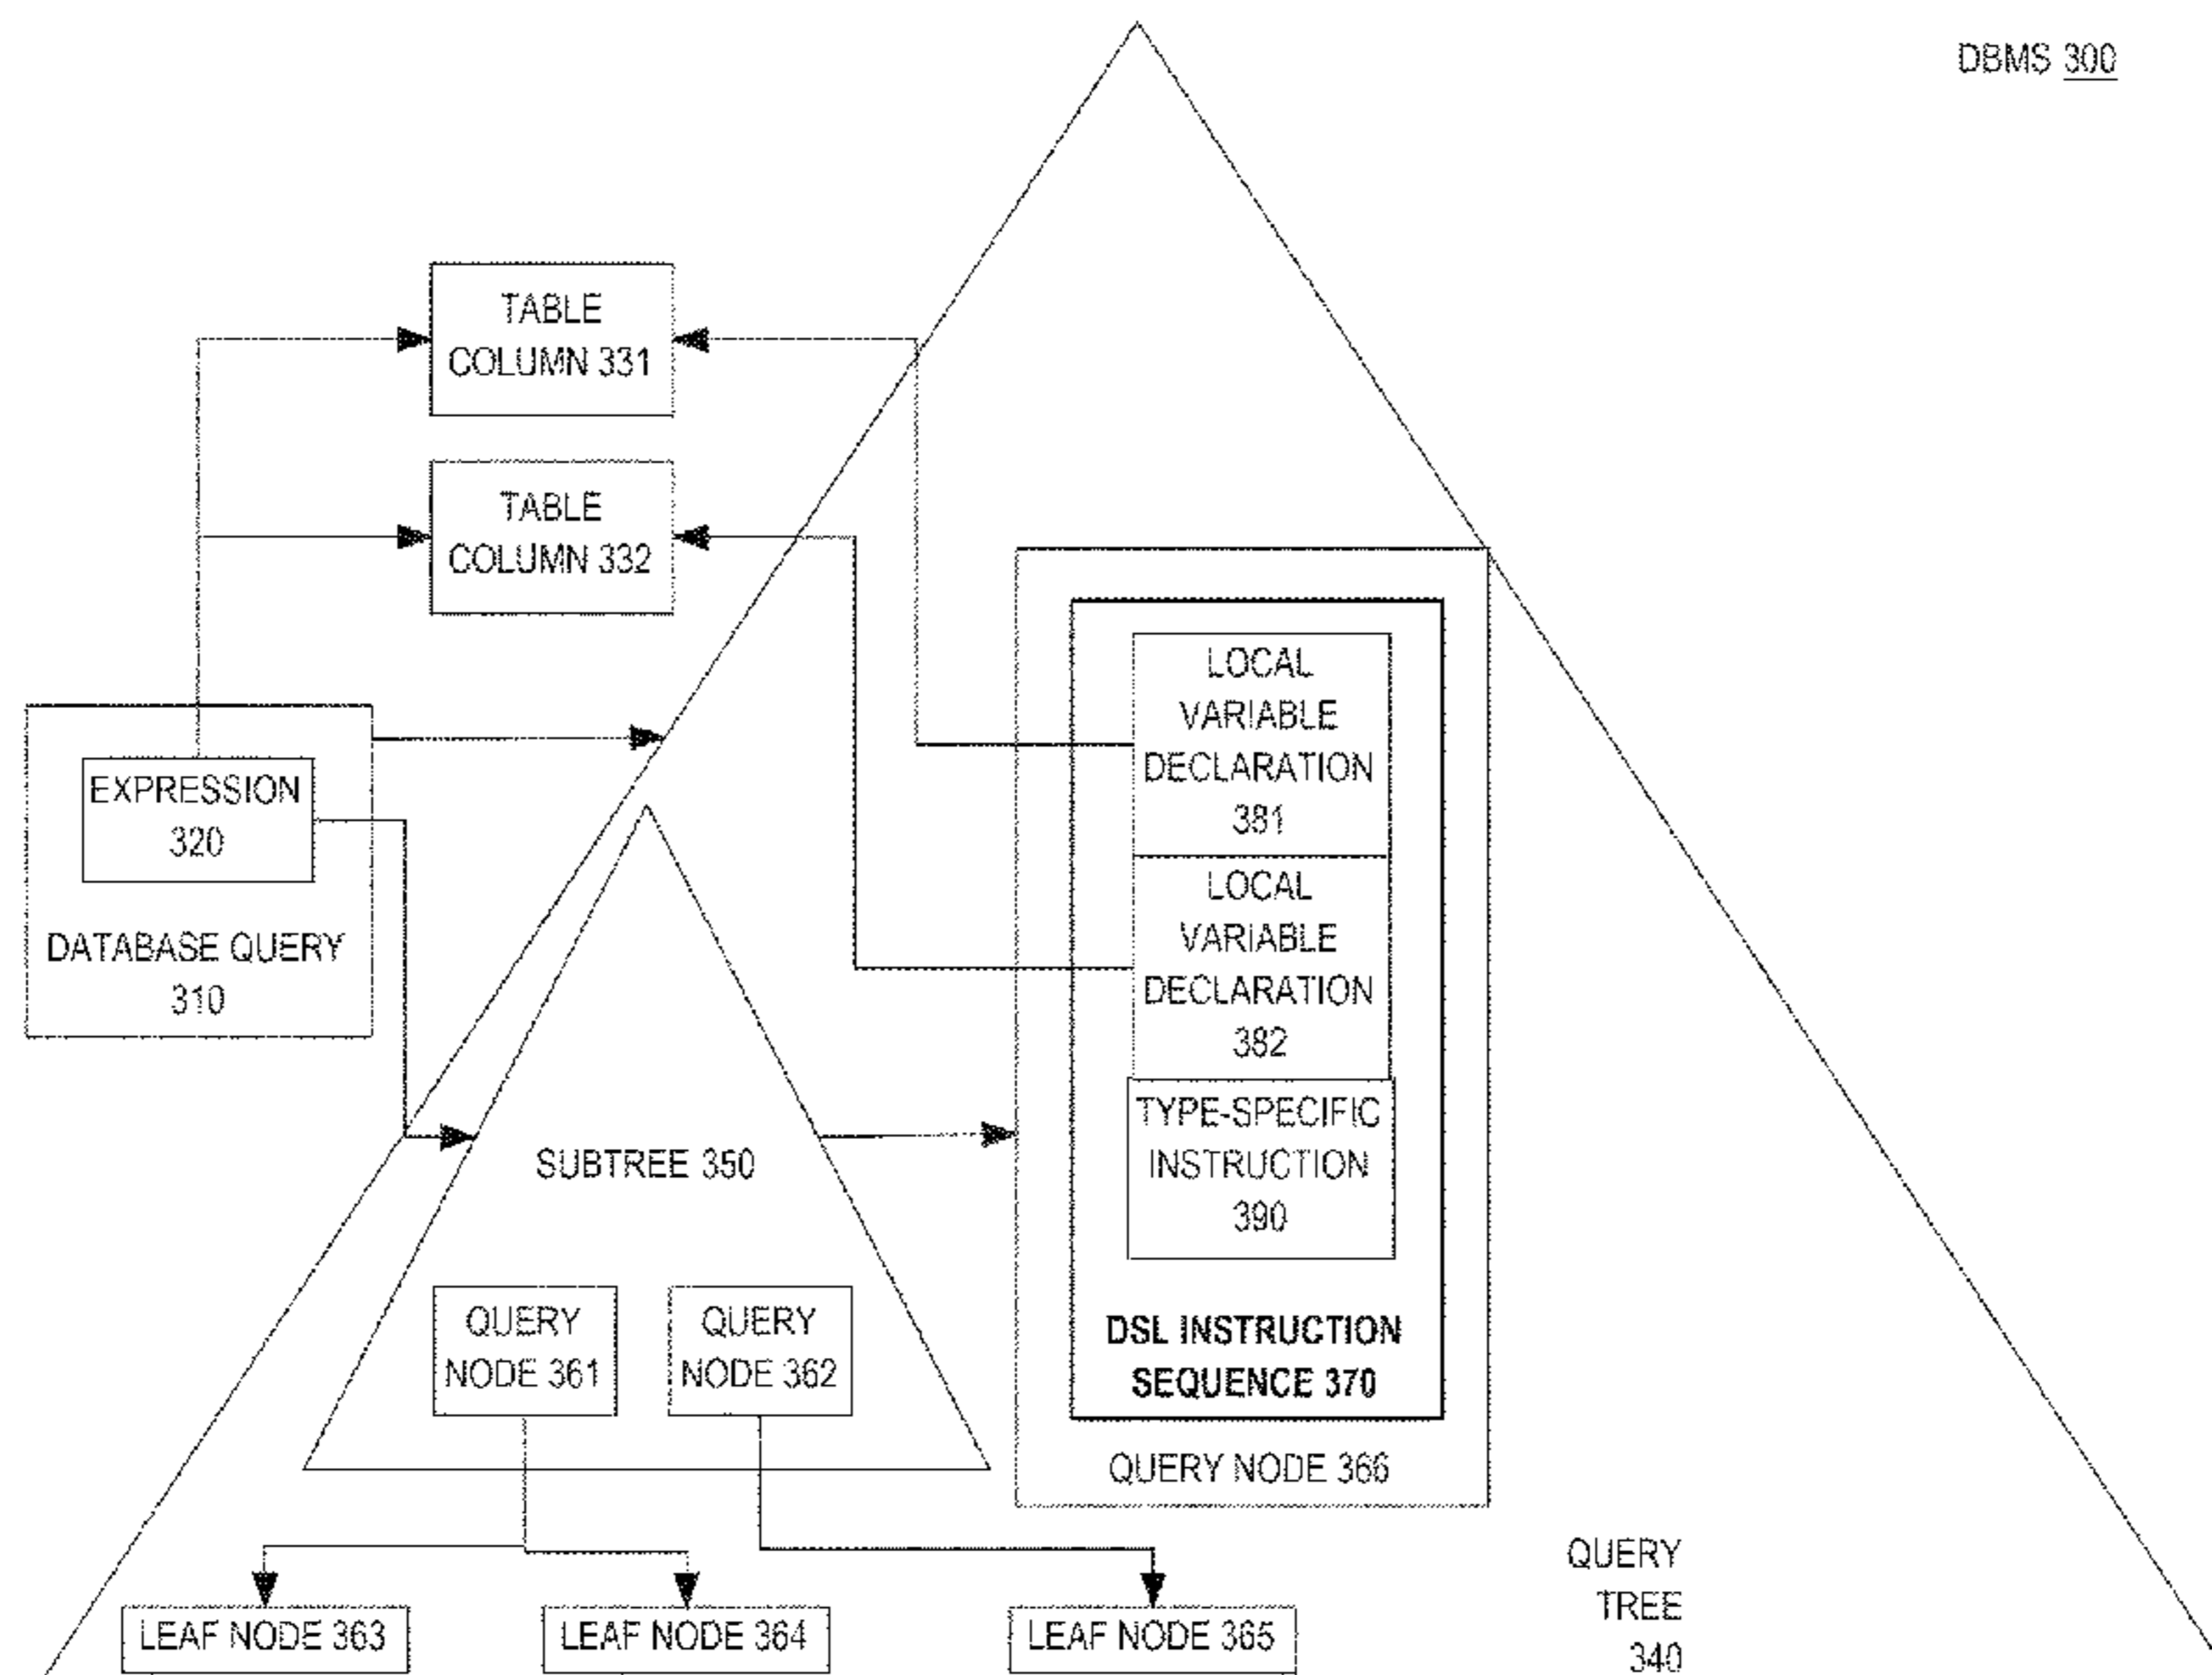 DBMS 300
TABLE
COLUMN 331
TABLE
COLUMN 332
LOCAL
VARIABLE
DECLARATION
381
EXPRESSION
320
DATABASE QUERY
310
LOCAL
VARIABLE
DECLARATION
382
TYPE-SPECIFIC
INSTRUCTION
390
SUBTREE 350
QUERY
NODE 361
QUERY
NODE 362
DSL INSTRUCTION
SEQUENCE 370
QUERY NODE 366
QUERY
TREE
340
LEAF NODE 363
LEAF NODE 364
LEAF NODE 365